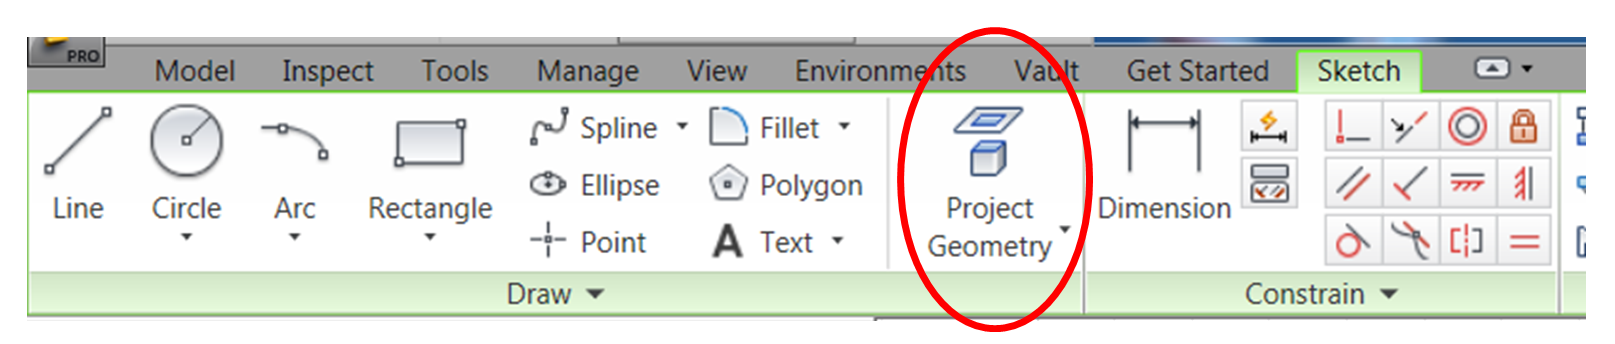 PRO
Model Inspect Tools Manage View Environments Vault Get Started Sketch
Spline Fillet
Ellipse Polygon
Line Circle Arc Rectangle Project Geometry Dimension
Point A Text
Draw Constrain